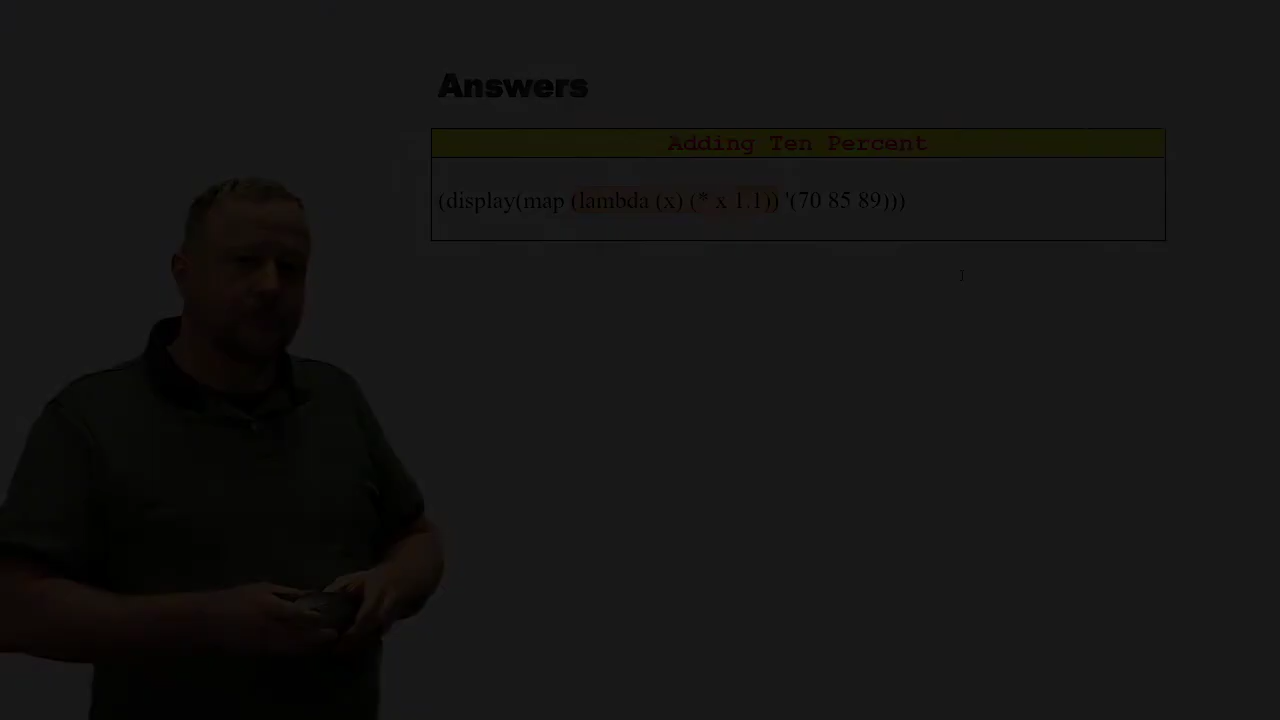 Answers
Adding Ten Percent
(display(map (lambda (x) (* x 1.1)) '(70 85 89)))